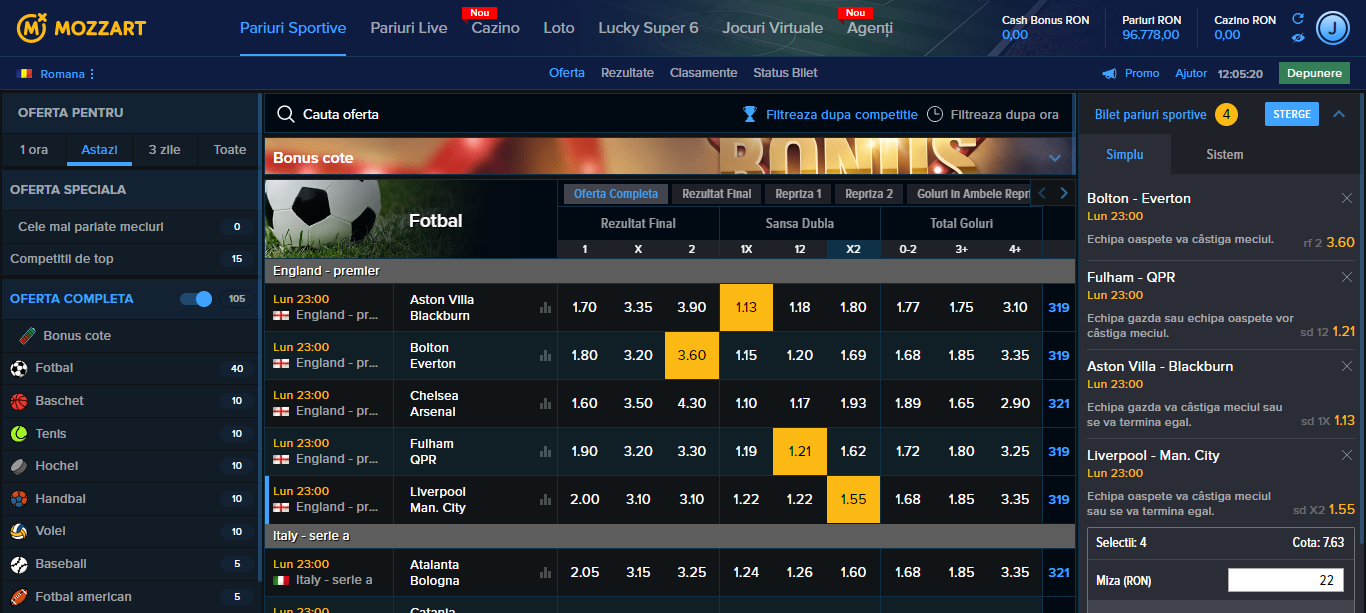 MOZZART
Pariuri Sportive
Pariuri Live
Nou
Cazino
Loto
Lucky Super 6
Jocuri Virtuale
Nou
Agenți
Cash Bonus RON
0,00
Pariuri RON
96.778,00
Cazino RON
0,00
J
Romana
Oferta
Rezultate
Clasamente
Status Bilet
Promo
Ajutor
12:05:20
Depunere
OFERTA PENTRU
1 ora
Astazi
3 zile
Toate
OFERTA SPECIALA
Cele mai pariate meciuri 0
Competitii de top 15
OFERTA COMPLETA 105
Bonus cote
Fotbal 40
Baschet 10
Tenis 10
Hochei 10
Handbal 10
Volei 10
Baseball 5
Fotbal american 5
Cauta oferta
Filtreaza dupa competitie
Filtreaza dupa ora
Bonus cote
BONUS
Fotbal
Oferta Completa
Rezultat Final
Repriza 1
Repriza 2
Goluri in Ambele Repri
Rezultat Final
Sansa Dubla
Total Goluri
1 X 2 1X 12 X2 0-2 3+ 4+
England - premier
Lun 23:00
England - pr...
Aston Villa
Blackburn
1.70 3.35 3.90 1.13 1.18 1.80 1.77 1.75 3.10 319
Lun 23:00
England - pr...
Bolton
Everton
1.80 3.20 3.60 1.15 1.20 1.69 1.68 1.85 3.35 319
Lun 23:00
England - pr...
Chelsea
Arsenal
1.60 3.50 4.30 1.10 1.17 1.93 1.89 1.65 2.90 321
Lun 23:00
England - pr...
Fulham
QPR
1.90 3.20 3.30 1.19 1.21 1.62 1.72 1.80 3.25 319
Lun 23:00
England - pr...
Liverpool
Man. City
2.00 3.10 3.10 1.22 1.22 1.55 1.68 1.85 3.35 319
Italy - serie a
Lun 23:00
Italy - serie a
Atalanta
Bologna
2.05 3.15 3.25 1.24 1.26 1.60 1.68 1.85 3.35 321
Lun 23:00
Catania
Bilet pariuri sportive 4
STERGE
Simplu
Sistem
Bolton - Everton
Lun 23:00
Echipa oaspete va câstiga meciul.
rf 2 3.60
Fulham - QPR
Lun 23:00
Echipa gazda sau echipa oaspete vor
câstiga meciul.
sd 12 1.21
Aston Villa - Blackburn
Lun 23:00
Echipa gazda va câstiga meciul sau
se va termina egal.
sd 1X 1.13
Liverpool - Man. City
Lun 23:00
Echipa oaspete va câstiga meciul
sau se va termina egal.
sd X2 1.55
Selectii: 4
Cota: 7.63
Miza (RON)
22